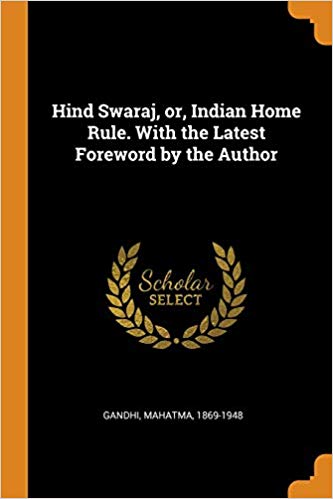 Hind Swaraj, or, Indian Home
Rule. With the Latest
Foreword by the Author
Scholar
SELECT
GANDHI, MAHATMA, 1869-1948